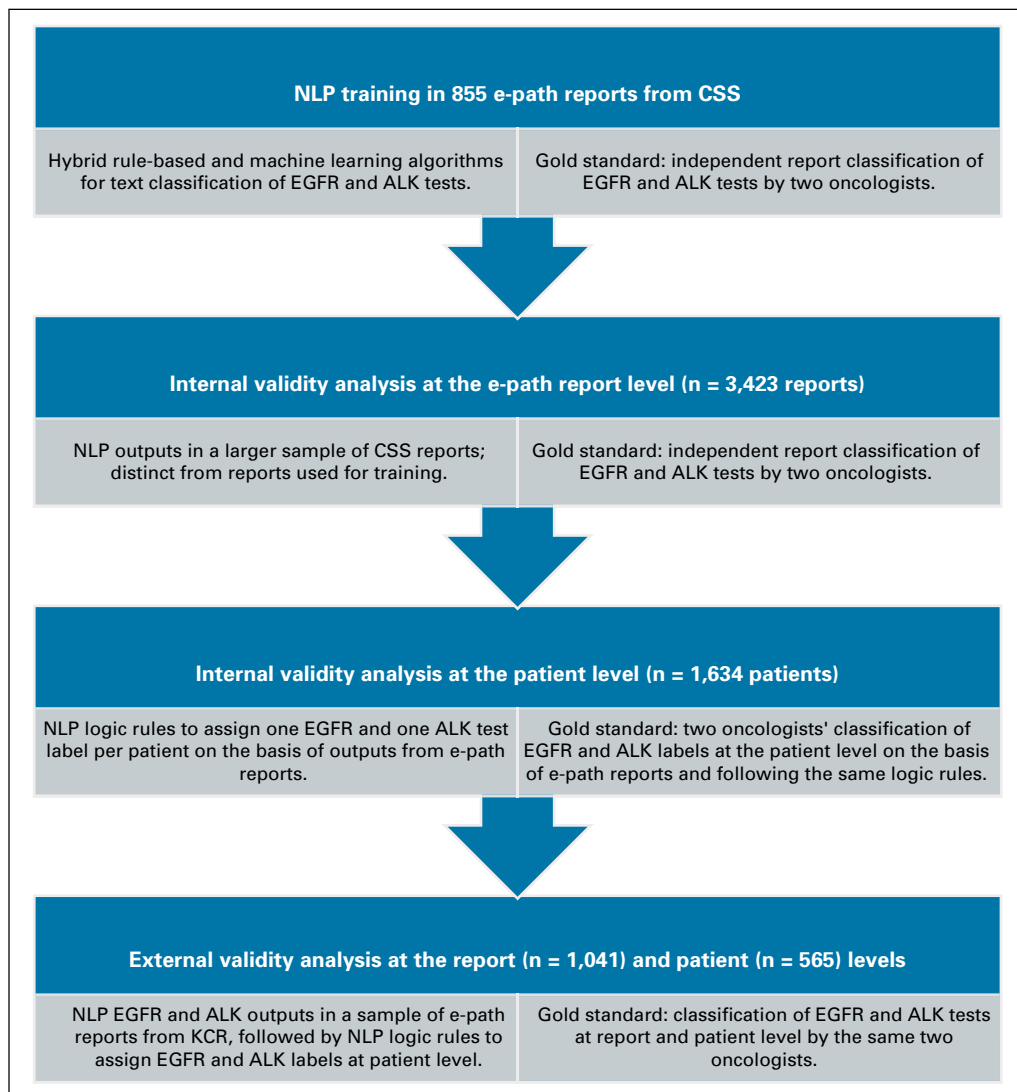 NLP training in 855 e-path reports from CSS
Hybrid rule-based and machine learning algorithms
for text classification of EGFR and ALK tests.
Gold standard: independent report classification of
EGFR and ALK tests by two oncologists.
Internal validity analysis at the e-path report level (n = 3,423 reports)
NLP outputs in a larger sample of CSS reports;
distinct from reports used for training.
Gold standard: independent report classification of
EGFR and ALK tests by two oncologists.
Internal validity analysis at the patient level (n = 1,634 patients)
NLP logic rules to assign one EGFR and one ALK test
label per patient on the basis of outputs from e-path
reports.
Gold standard: two oncologists' classification of
EGFR and ALK labels at the patient level on the basis
of e-path reports and following the same logic rules.
External validity analysis at the report (n = 1,041) and patient (n = 565) levels
NLP EGFR and ALK outputs in a sample of e-path
reports from KCR, followed by NLP logic rules to
assign EGFR and ALK labels at patient level.
Gold standard: classification of EGFR and ALK tests
at report and patient level by the same two
oncologists.